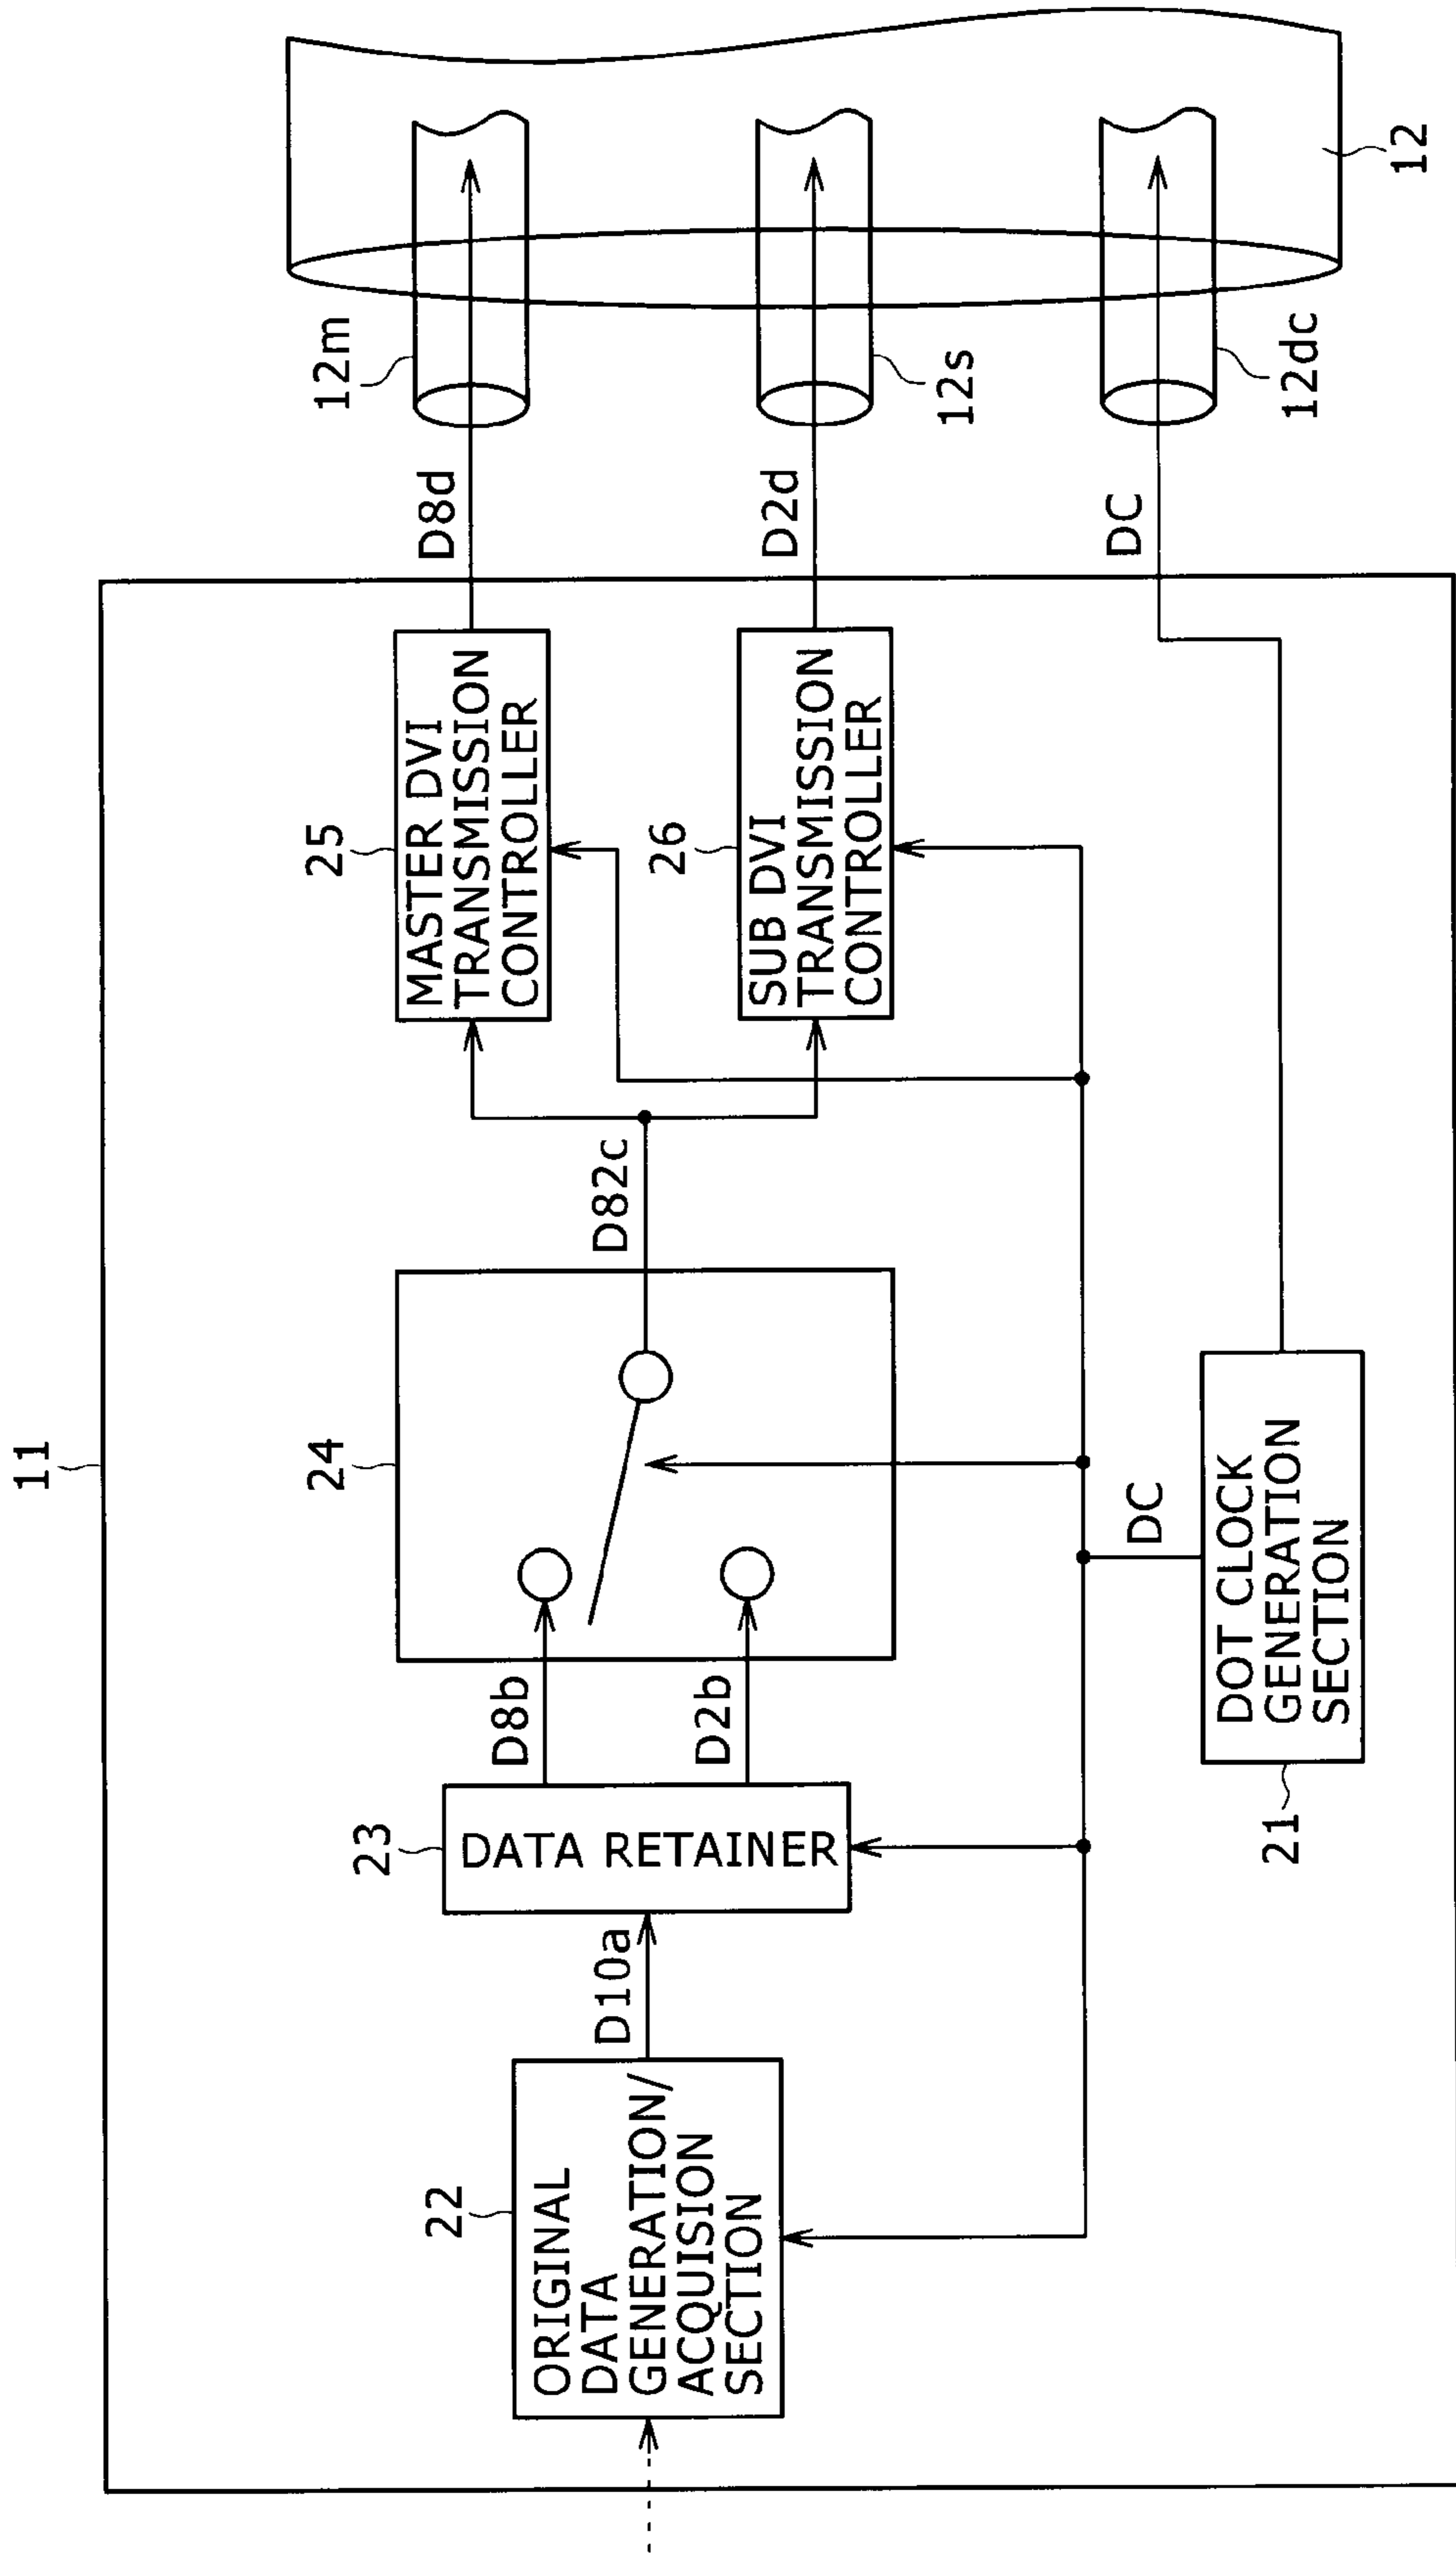 11
22
ORIGINAL
DATA
GENERATION/
ACQUISION
SECTION
D10a
23
DATA RETAINER
D8b
D2b
24
D82c
25
MASTER DVI
TRANSMISSION
CONTROLLER
26
SUB DVI
TRANSMISSION
CONTROLLER
21
DOT CLOCK
GENERATION
SECTION
DC
D8d
D2d
DC
12m
12s
12dc
12